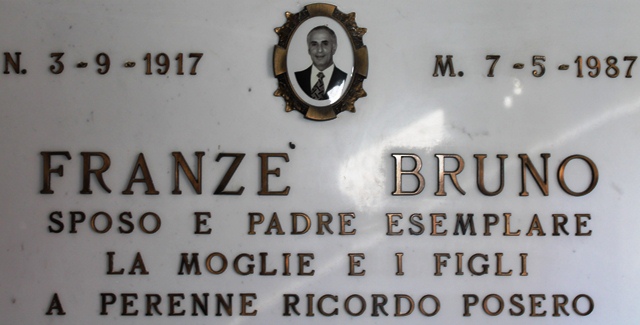 N. 3-9-1917 M. 7-5-1987
FRANZE' BRUNO
SPOSO E PADRE ESEMPLARE
LA MOGLIE E I FIGLI
A PERENNE RICORDO POSERO